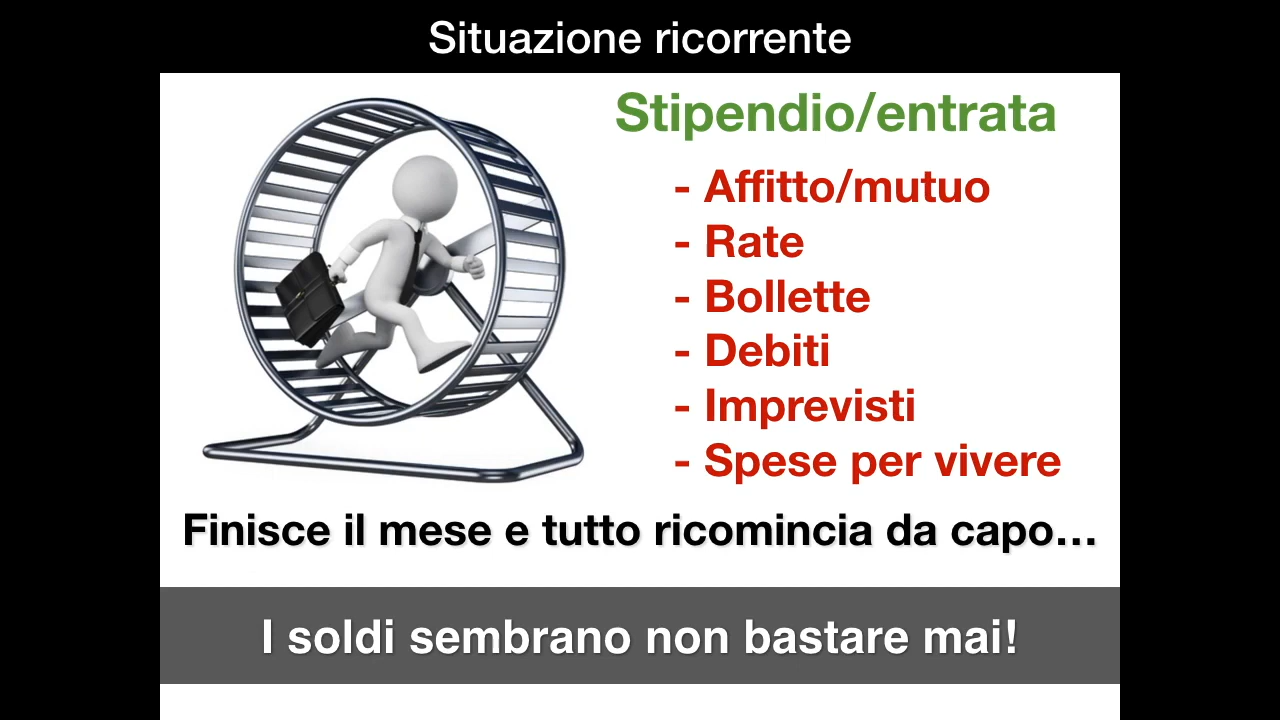 Situazione ricorrente
Stipendio/entrata
- Affitto/mutuo
- Rate
- Bollette
- Debiti
- Imprevisti
- Spese per vivere
Finisce il mese e tutto ricomincia da capo...
I soldi sembrano non bastare mai!